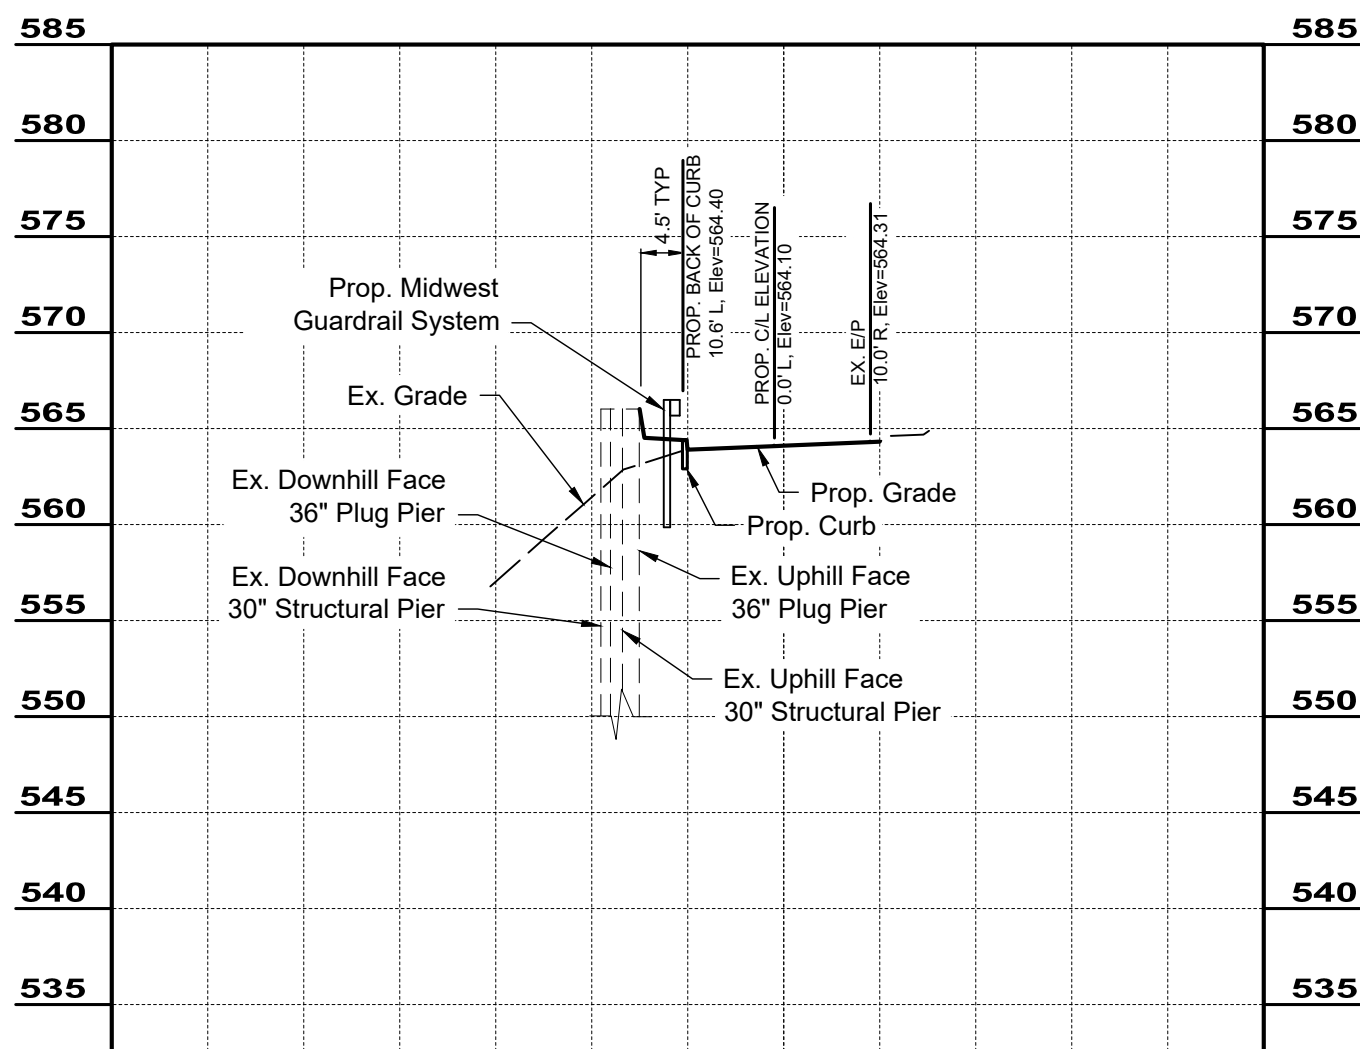 585
585
580
580
575
575
4.5' TYP
PROP. BACK OF CURB
10.6' L, Elev=564.40
PROP. C/L ELEVATION
0.0' L, Elev=564.10
EX. E/P
10.0' R, Elev=564.31
Prop. Midwest
Guardrail System
570
570
Ex. Grade
565
565
Ex. Downhill Face
36" Plug Pier
Prop. Grade
Prop. Curb
560
560
Ex. Downhill Face
30" Structural Pier
Ex. Uphill Face
36" Plug Pier
555
555
Ex. Uphill Face
30" Structural Pier
550
550
545
545
540
540
535
535